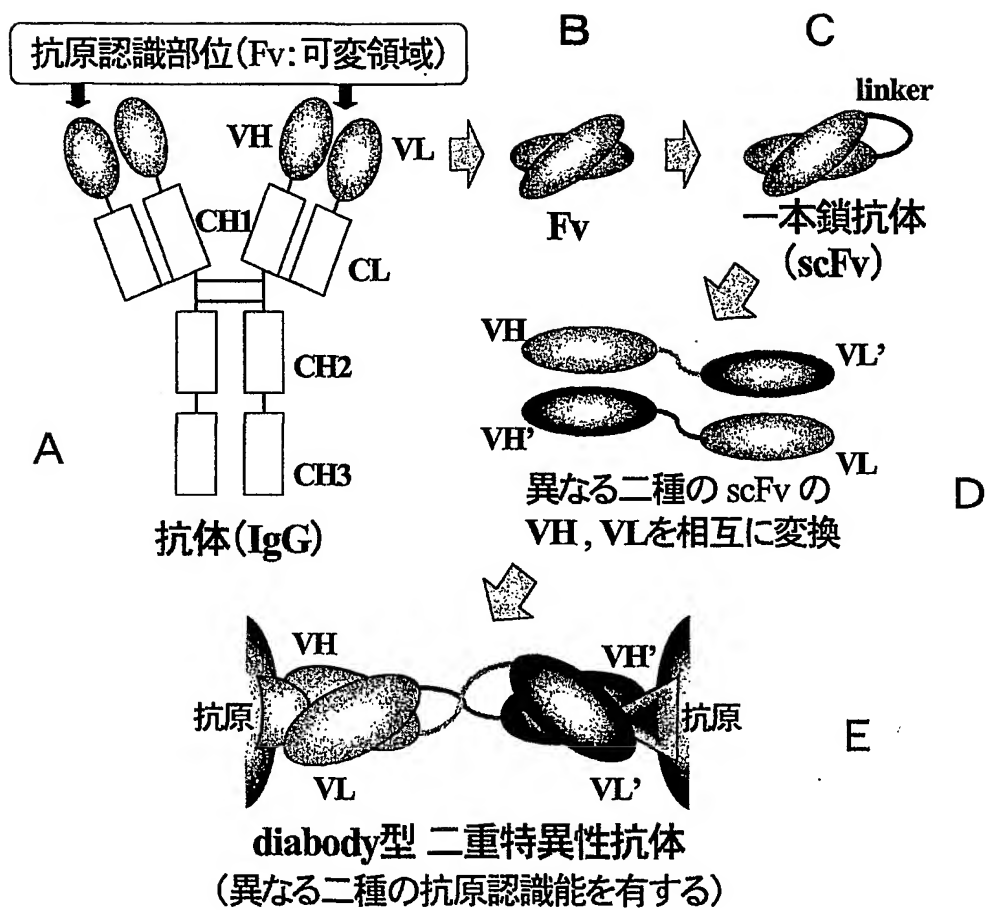 B
C
抗原認識部位(Fv:可変領域)
linker
VH
VL
CH1
Fv
一本鎖抗体
(scFv)
CL
VH
VL'
CH2
VH'
VL
A
CH3
異なる二種の scFv の
VH , VLを相互に変換
D
抗体(IgG)
VH
VH'
抗原
抗原
E
VL
VL'
diabody型 二重特異性抗体
(異なる二種の抗原認識能を有する)